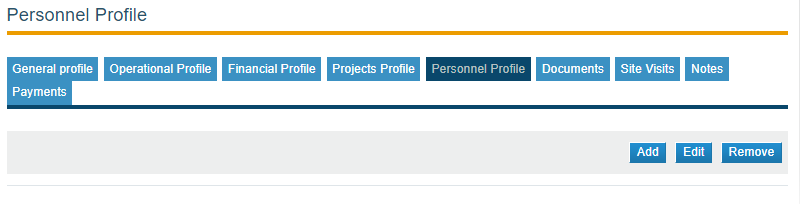 Personnel Profile
General profile Operational Profile Financial Profile Projects Profile Personnel Profile Documents Site Visits Notes
Payments
Add Edit Remove